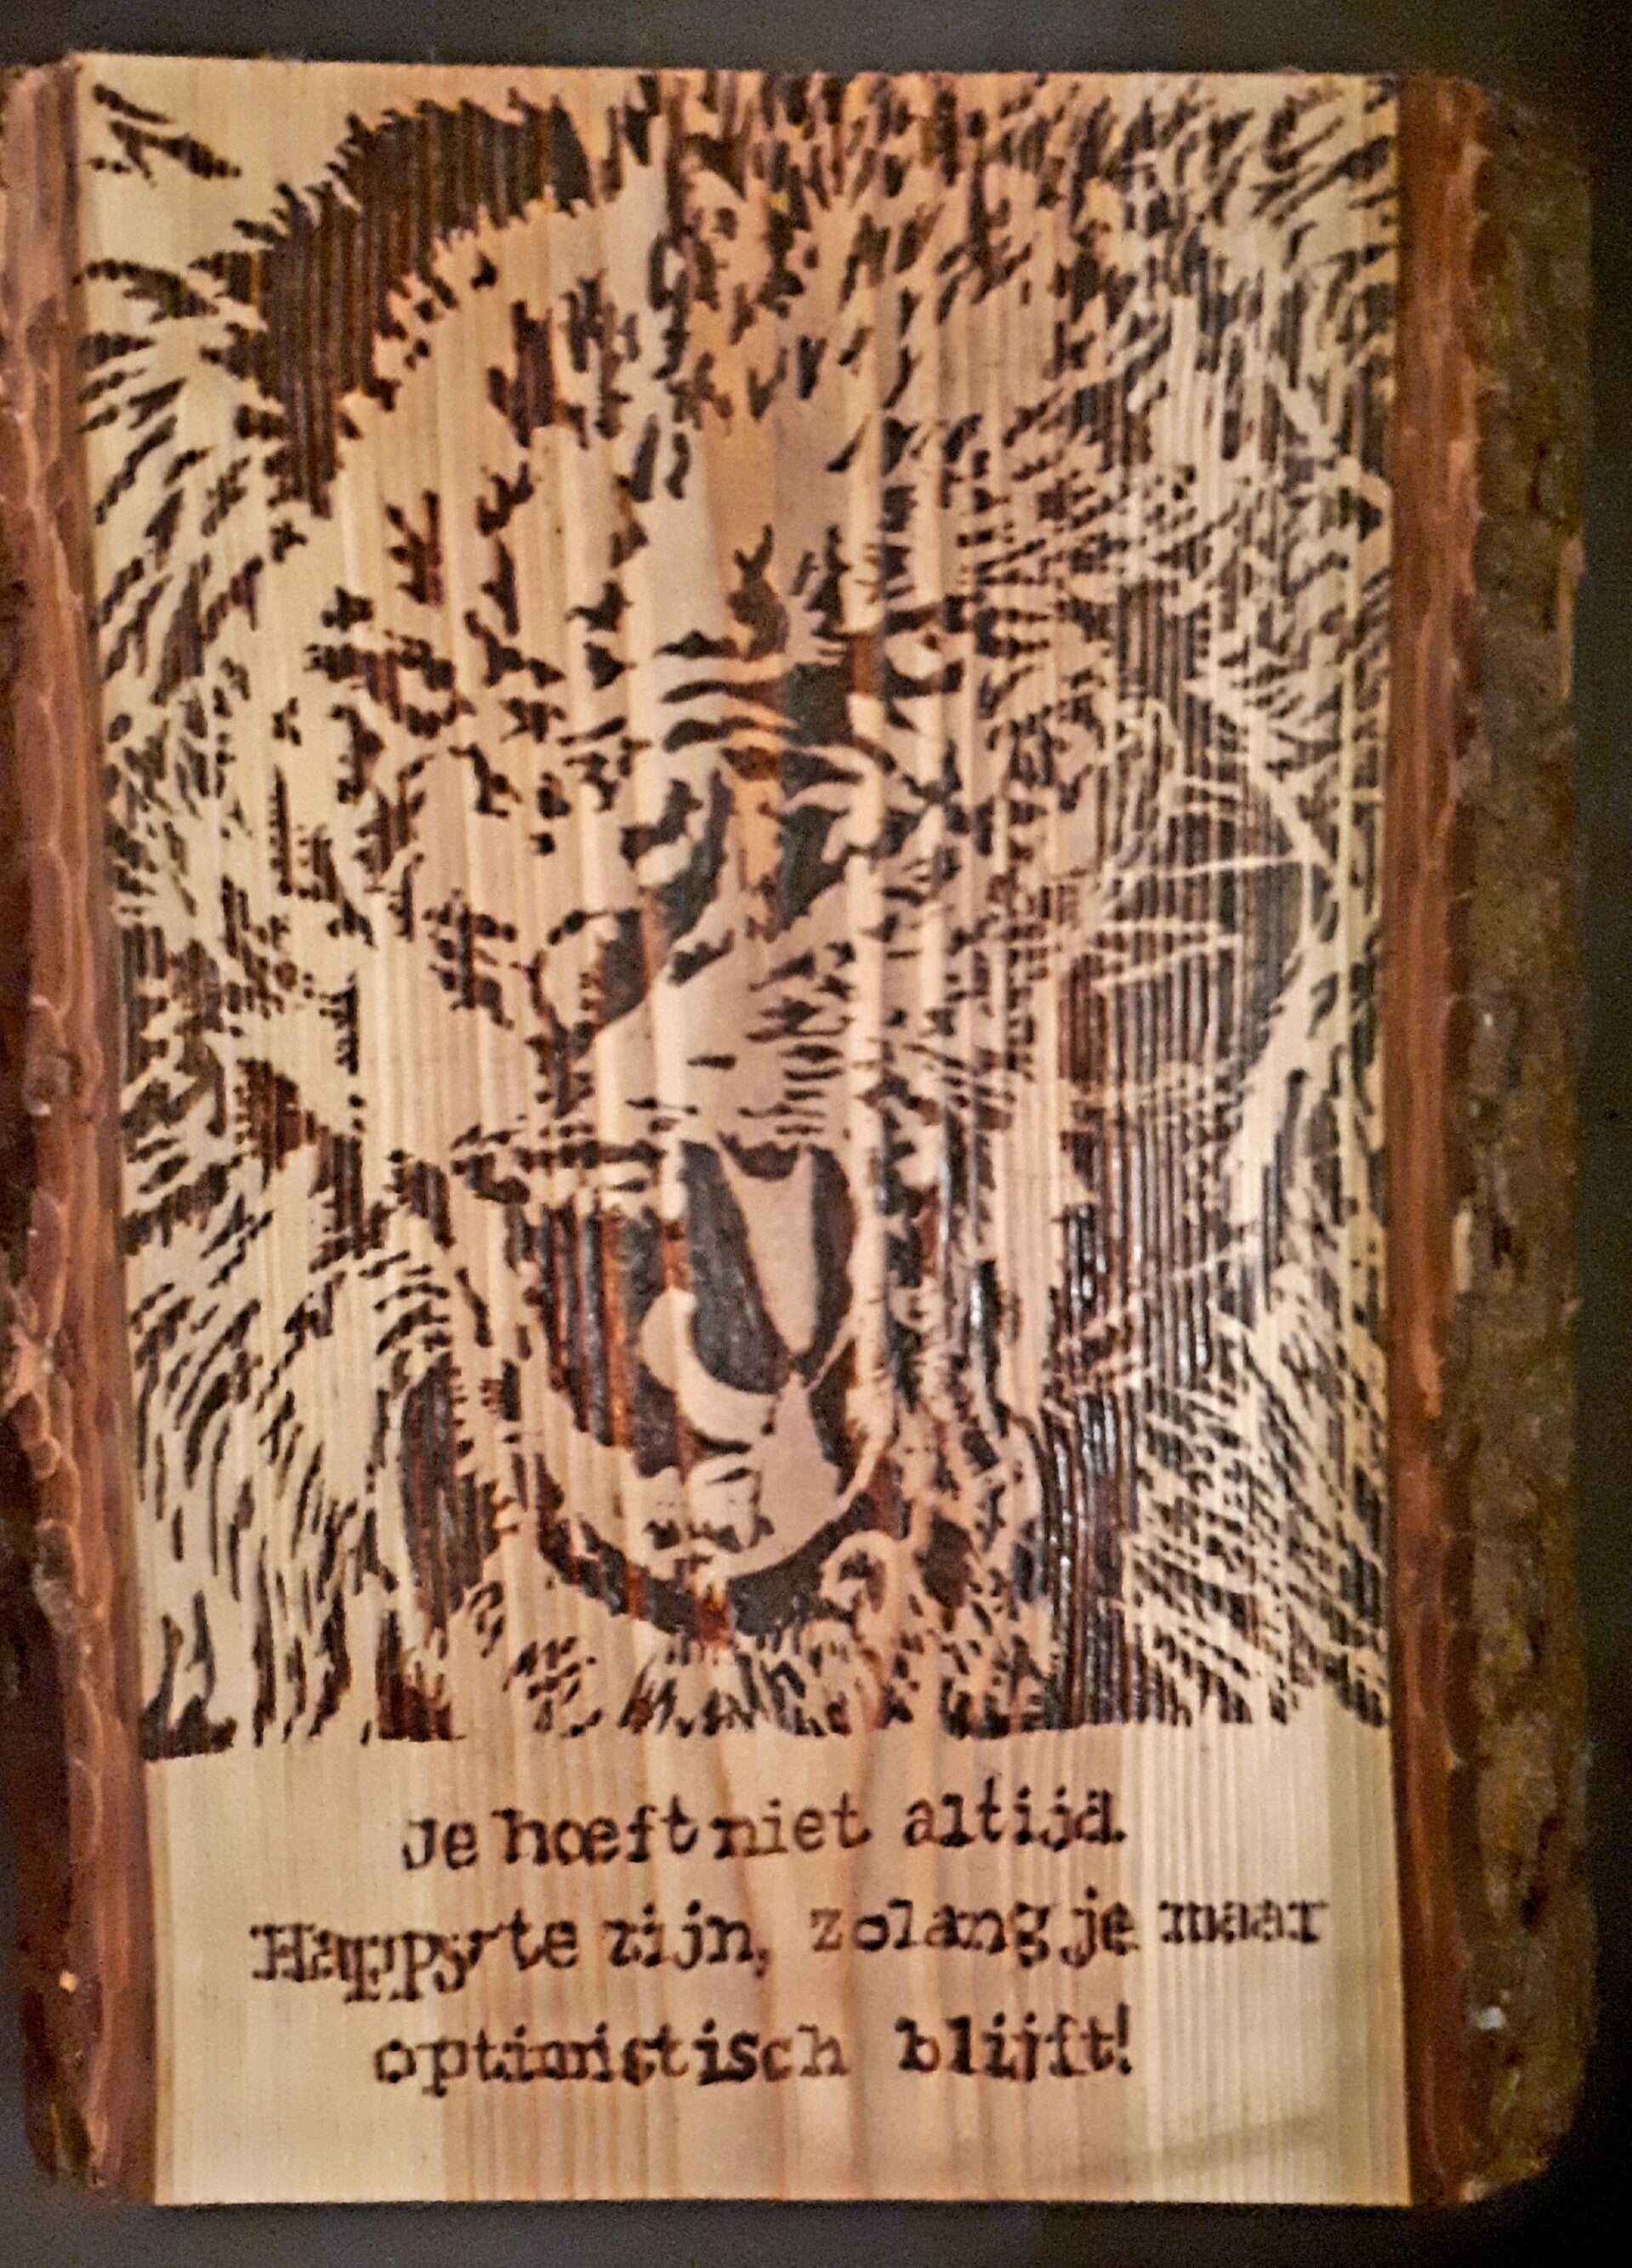 Je hoeft niet altijd.
Happy te zijn, zolang je maar
optimistisch blijft!